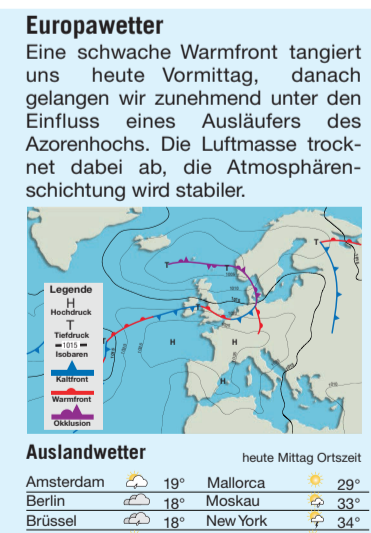 Europawetter
Eine schwache Warmfront tangiert
uns heute Vormittag, danach
gelangen wir zunehmend unter den
Einfluss eines Ausläufers des
Azorenhochs. Die Luftmasse trock-
net dabei ab, die Atmosphären-
schichtung wird stabiler.
T
T
T
Legende
H
Hochdruck
T
Tiefdruck
1015
Isobaren
Kaltfront
Warmfront
Okklusion
H
H
H
Auslandwetter
heute Mittag Ortszeit
Amsterdam 19° Mallorca 29°
Berlin 18° Moskau 33°
Brüssel 18° New York 34°